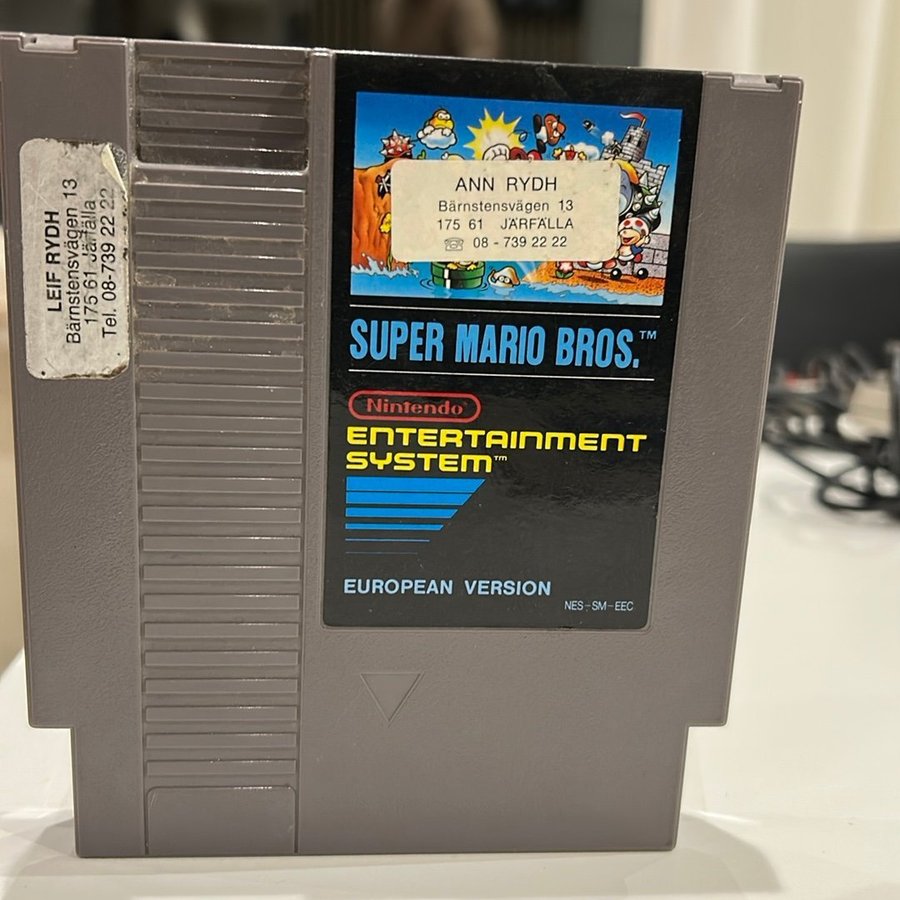 LEIF RYDH
Bärnstensvägen 13
175 61 Järfälla
Tel. 08-739 22 22
ANN RYDH
Bärnstensvägen 13
175 61 JÄRFÄLLA
☏ 08 - 739 22 22
SUPER MARIO BROS.™
Nintendo®
ENTERTAINMENT
SYSTEM™
EUROPEAN VERSION
NES-SM-EEC